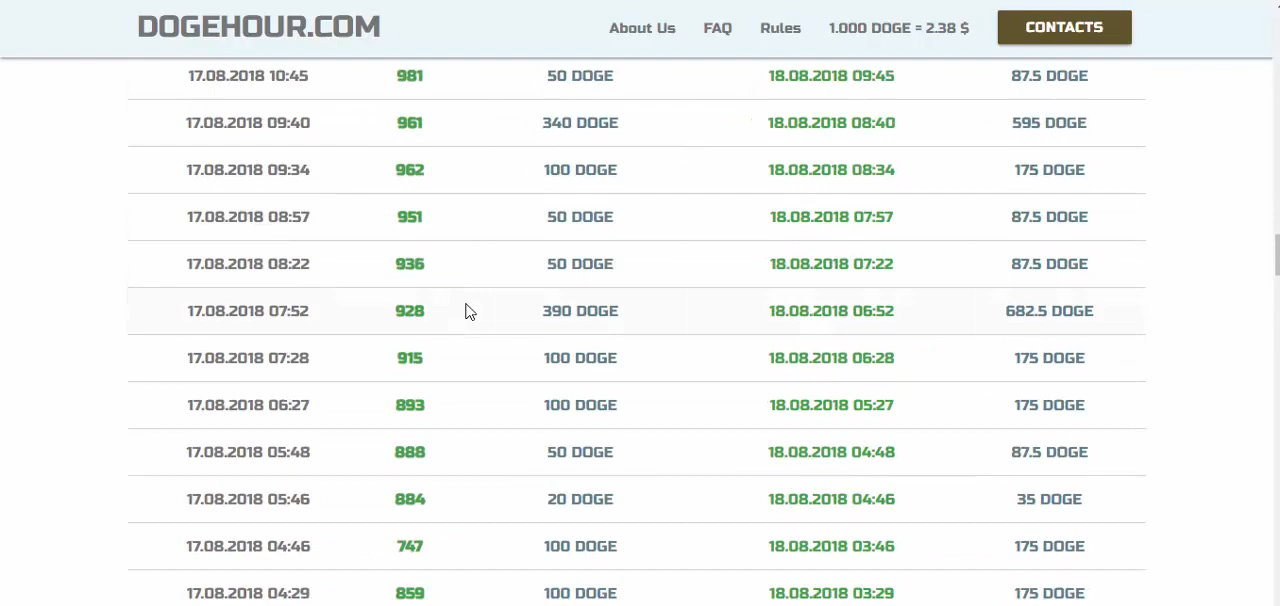 DOGEHOUR.COM About Us FAQ Rules 1.000 DOGE = 2.38 $ CONTACTS
17.08.2018 10:45 981 50 DOGE 18.08.2018 09:45 87.5 DOGE
17.08.2018 09:40 961 340 DOGE 18.08.2018 08:40 595 DOGE
17.08.2018 09:34 962 100 DOGE 18.08.2018 08:34 175 DOGE
17.08.2018 08:57 951 50 DOGE 18.08.2018 07:57 87.5 DOGE
17.08.2018 08:22 936 50 DOGE 18.08.2018 07:22 87.5 DOGE
17.08.2018 07:52 928 390 DOGE 18.08.2018 06:52 682.5 DOGE
17.08.2018 07:28 915 100 DOGE 18.08.2018 06:28 175 DOGE
17.08.2018 06:27 893 100 DOGE 18.08.2018 05:27 175 DOGE
17.08.2018 05:48 888 50 DOGE 18.08.2018 04:48 87.5 DOGE
17.08.2018 05:46 884 20 DOGE 18.08.2018 04:46 35 DOGE
17.08.2018 04:46 747 100 DOGE 18.08.2018 03:46 175 DOGE
17.08.2018 04:29 859 100 DOGE 18.08.2018 03:29 175 DOGE